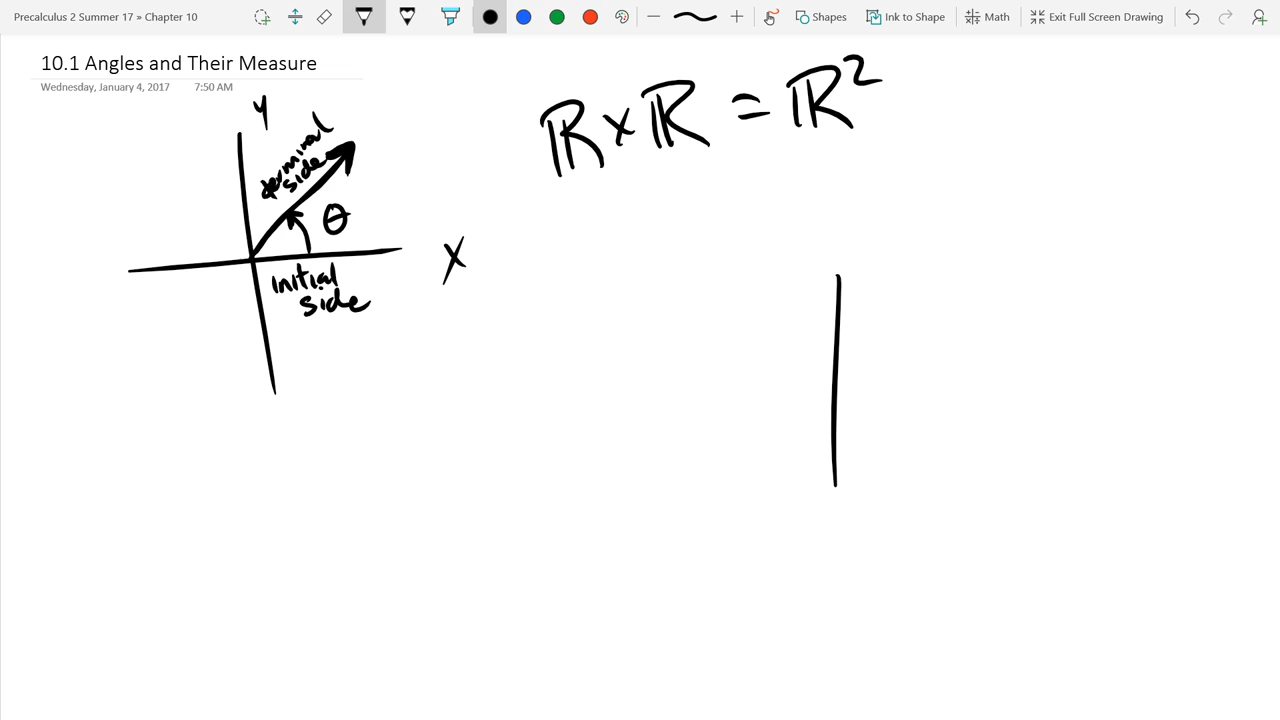 Precalculus 2 Summer 17 » Chapter 10
Shapes
Ink to Shape
Math
Exit Full Screen Drawing
10.1 Angles and Their Measure
Wednesday, January 4, 2017 7:50 AM
ℝ × ℝ = ℝ²
y
terminal
side
θ
x
initial
side